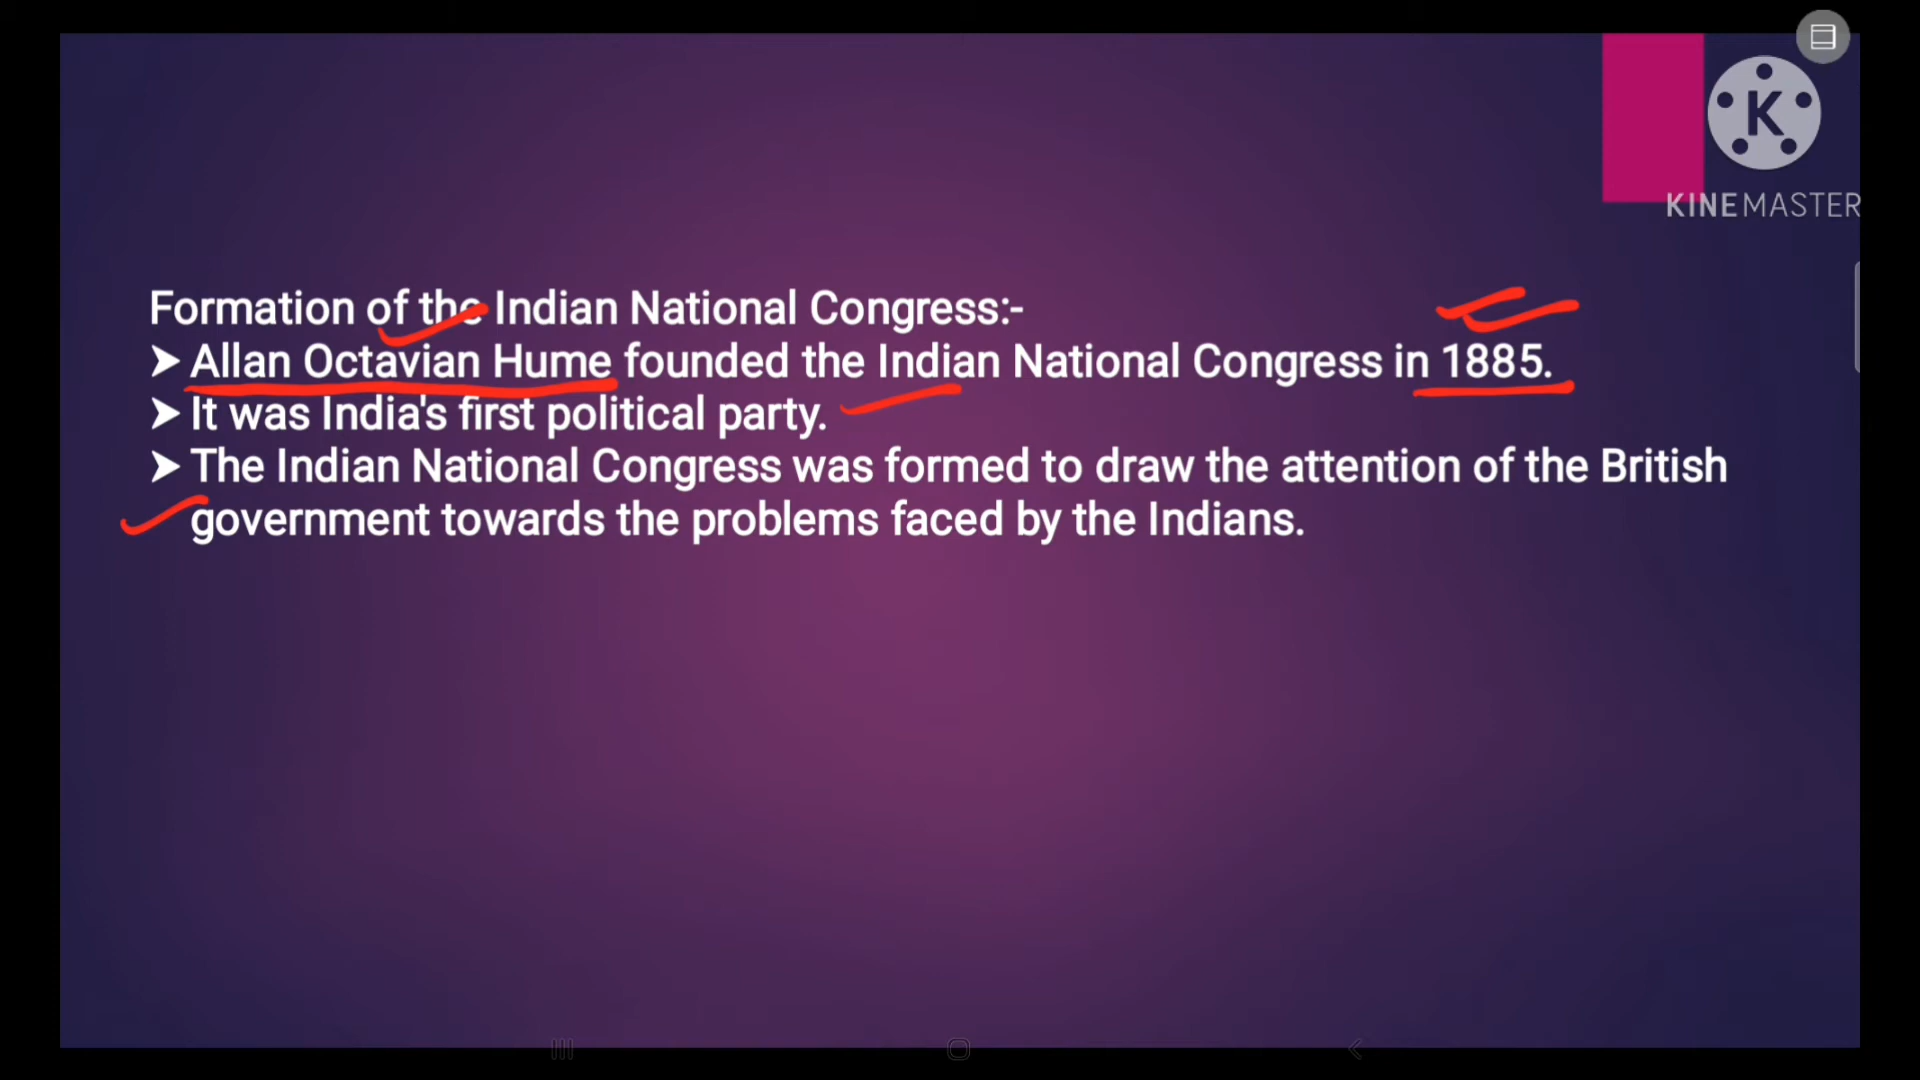 K
KINEMASTER
Formation of the Indian National Congress:-
➤ Allan Octavian Hume founded the Indian National Congress in 1885.
➤ It was India's first political party.
➤ The Indian National Congress was formed to draw the attention of the British
government towards the problems faced by the Indians.